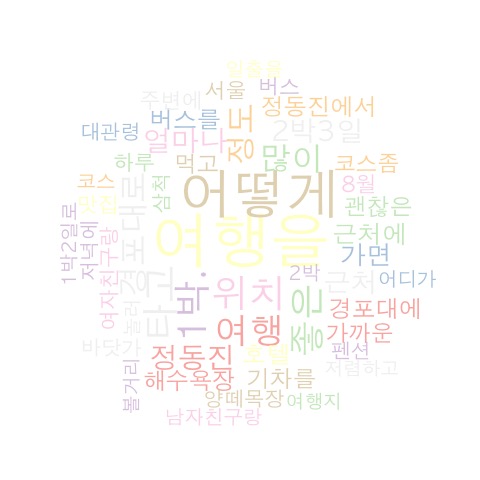 일출을
서울
버스
주변에
버스를
정동진에서
대관령
얼마나
정도
2박3일
하루
먹고
많이
코스좀
코스
삼척
어떻게
8월
맛집
괜찮은
1박2일로
저녁에
여자친구랑
경포대로
여행을
근처에
가면
타고
1박.
위치
2박
근처
어디가
놀러
좋은
경포대에
여행
가까운
바닷가
정동진
호텔
펜션
볼거리
해수욕장
기차를
저렴하고
양떼목장
여행지
남자친구랑